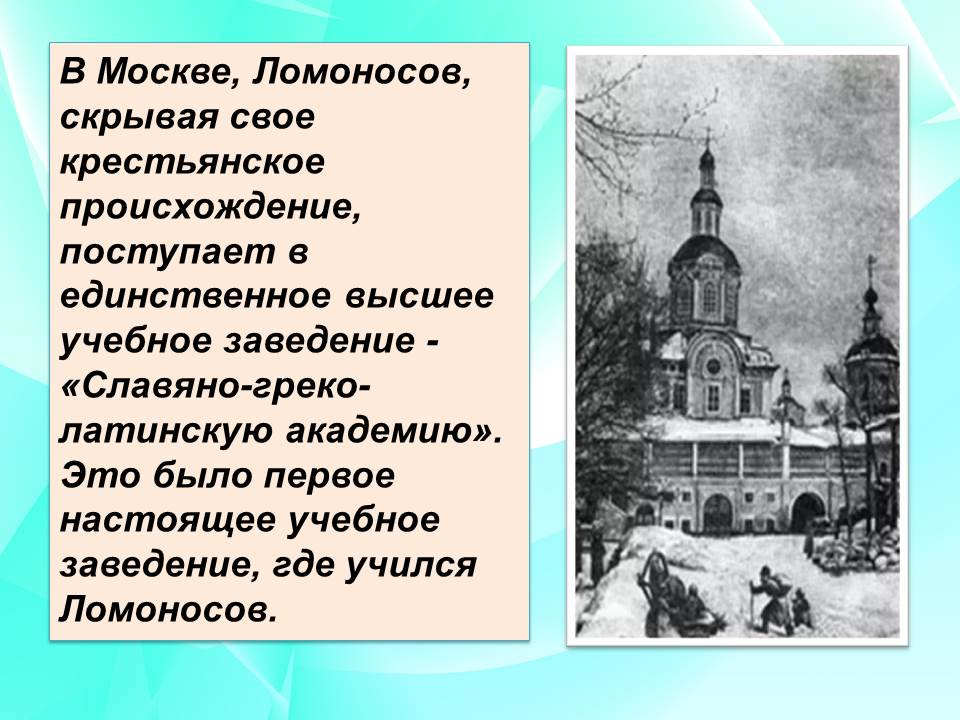 В Москве, Ломоносов,
скрывая свое
крестьянское
происхождение,
поступает в
единственное высшее
учебное заведение -
«Славяно-греко-
латинскую академию».
Это было первое
настоящее учебное
заведение, где учился
Ломоносов.